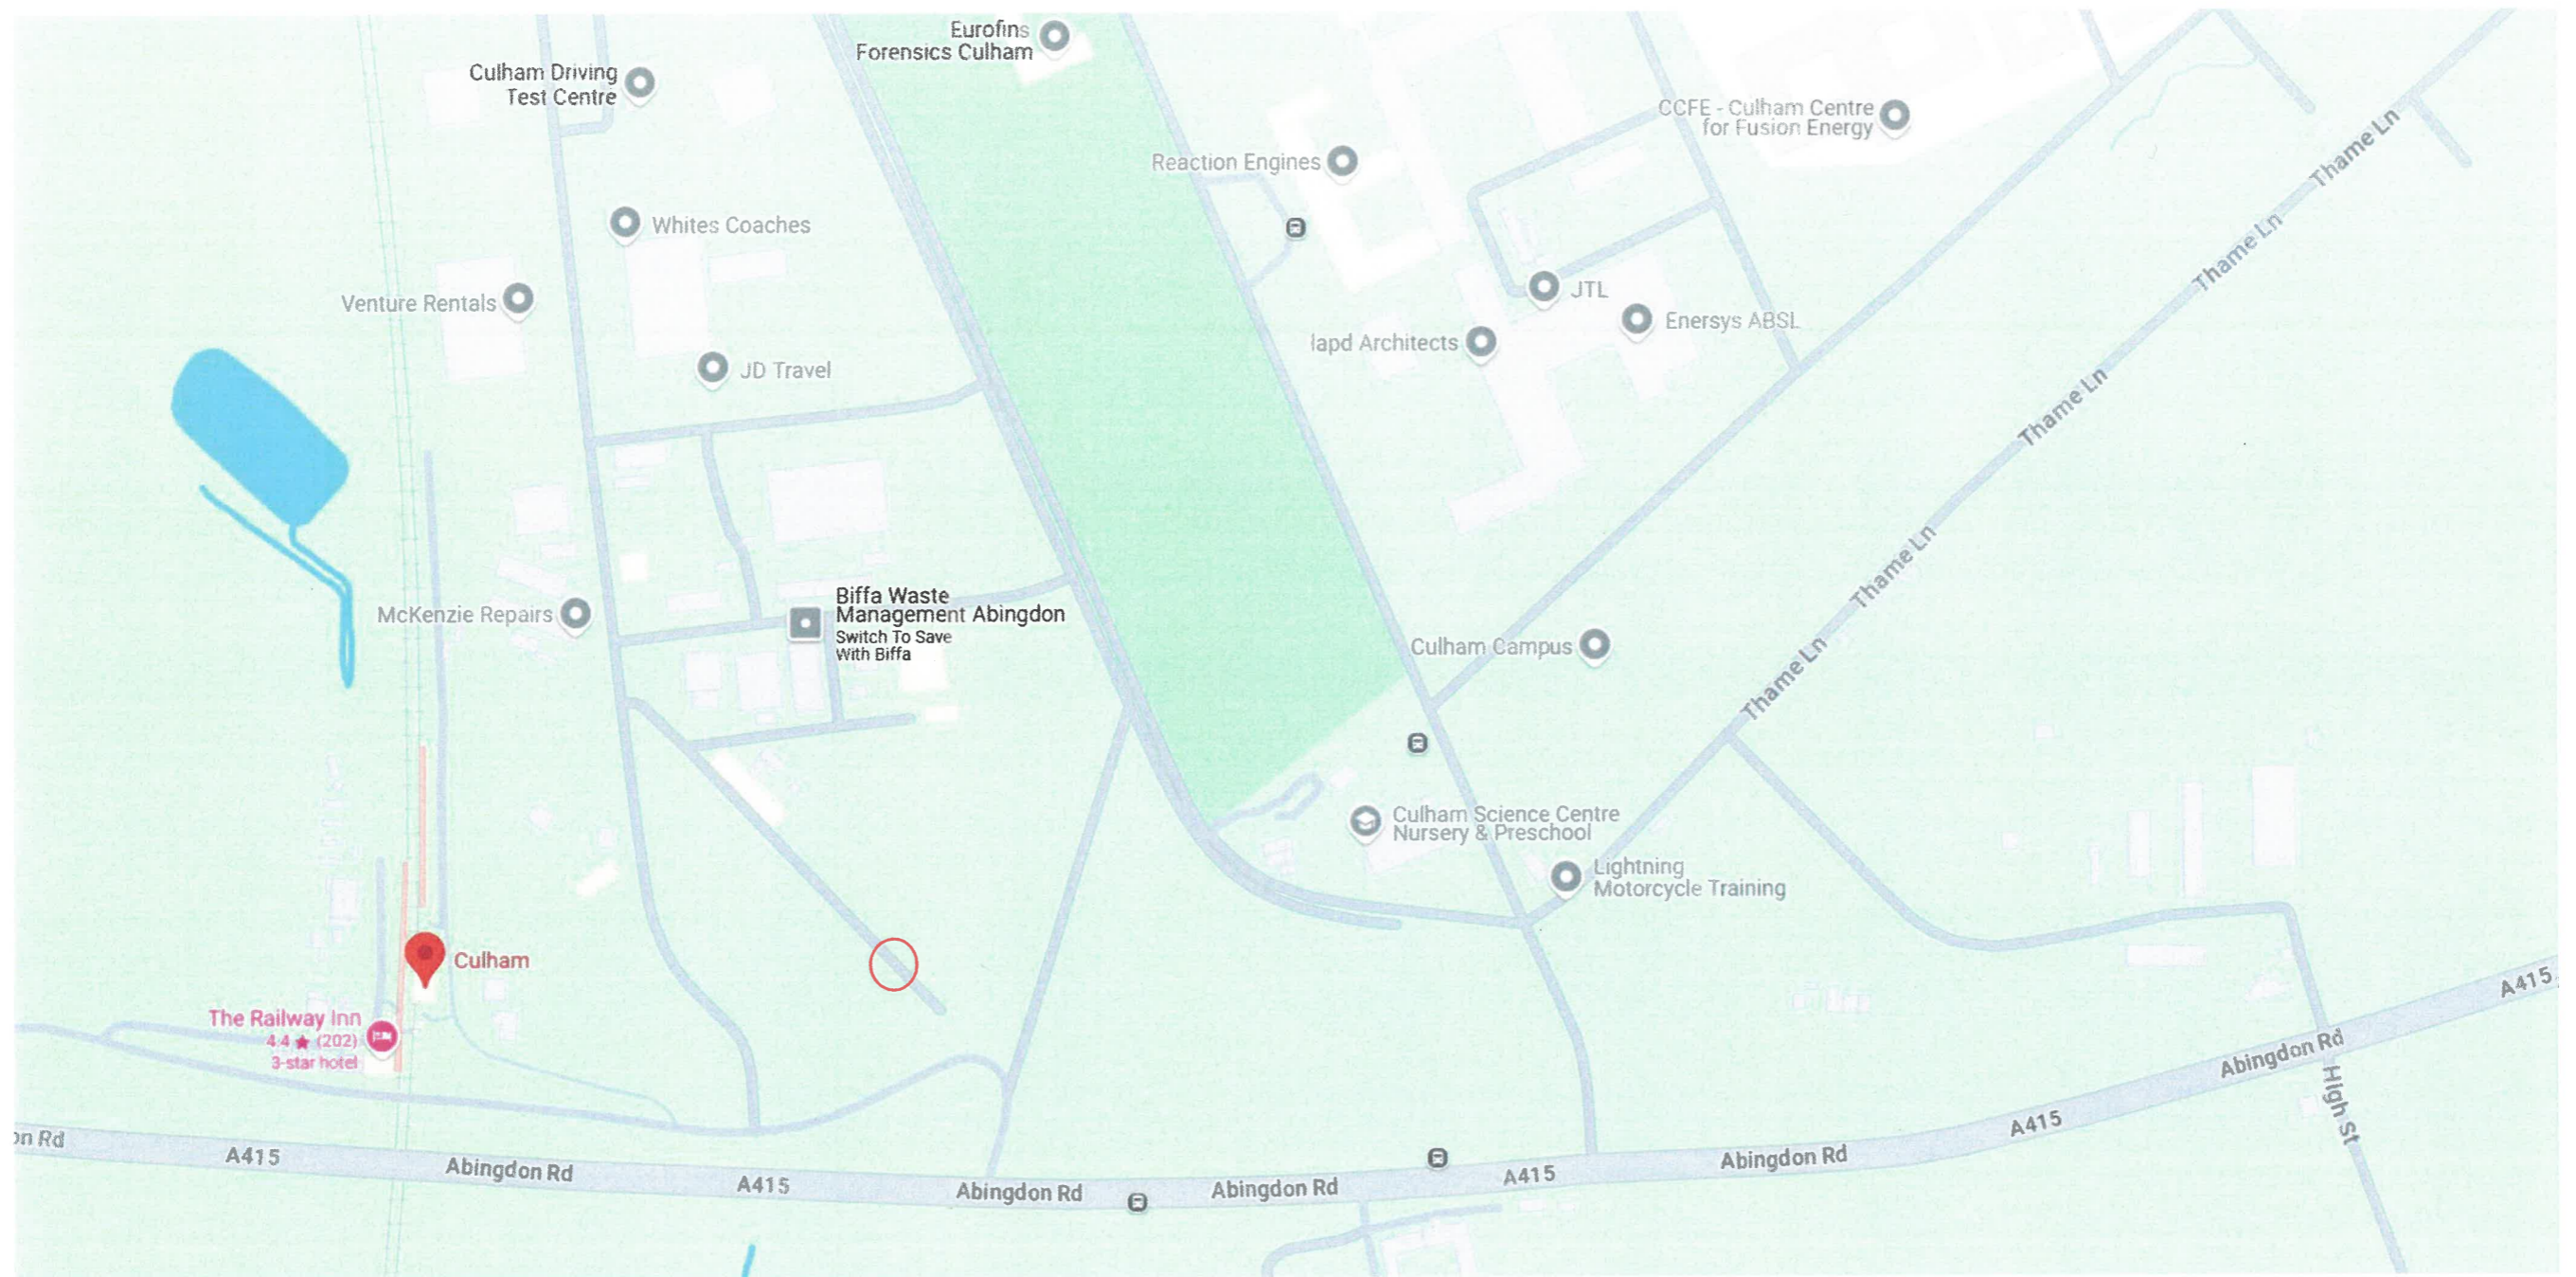 Eurofins
Forensics Culham
Culham Driving
Test Centre
CCFE - Culham Centre
for Fusion Energy
Thame Ln
Reaction Engines
Whites Coaches
Thame Ln
Venture Rentals
JTL
Enersys ABSL
lapd Architects
JD Travel
Thame Ln
Thame Ln
Biffa Waste
Management Abingdon
Switch To Save
With Biffa
McKenzie Repairs
Culham Campus
Thame Ln
Culham Science Centre
Nursery & Preschool
Lightning
Motorcycle Training
Culham
A415
The Railway Inn
4.4 ★ (202)
3-star hotel
Abingdon Rd
High St
A415
on Rd
A415
Abingdon Rd
A415
Abingdon Rd
Abingdon Rd
A415
Abingdon Rd